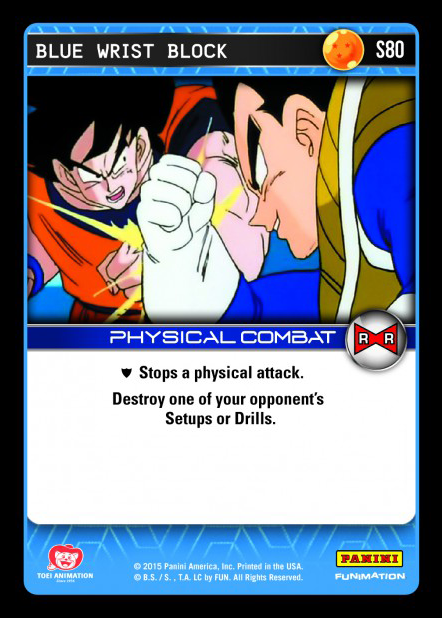 BLUE WRIST BLOCK S80
PHYSICAL COMBAT R R
Stops a physical attack.
Destroy one of your opponent's
Setups or Drills.
TOEI ANIMATION
© 2015 Panini America, Inc. Printed in the USA.
© B.S./ S. , T.A. LC by FUN. All Rights Reserved.
PANINI
FUNIMATION